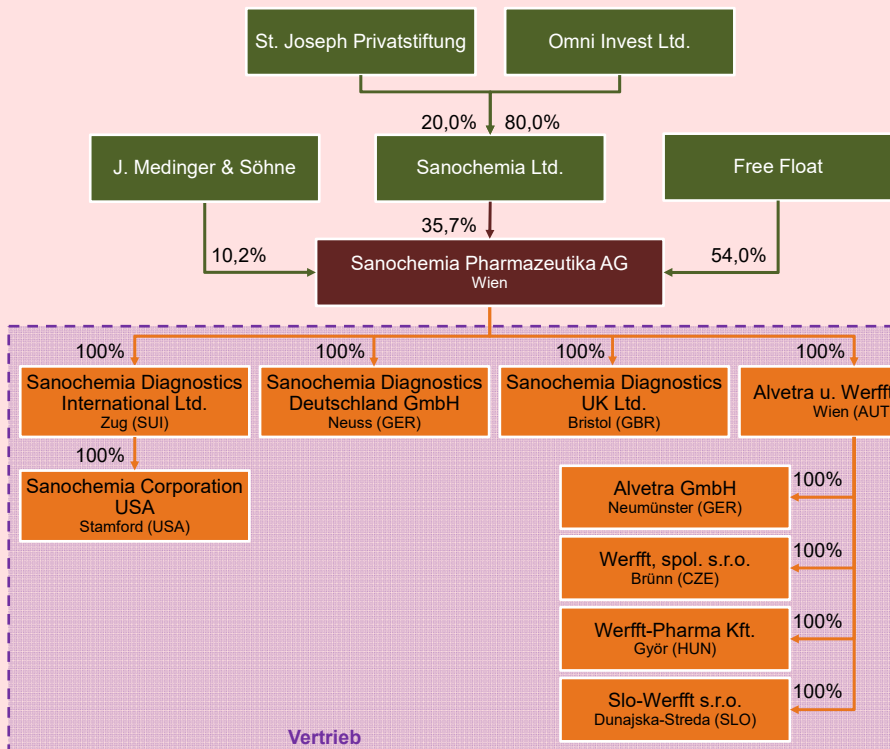 St. Joseph Privatstiftung
Omni Invest Ltd.
20,0%
80,0%
J. Medinger & Söhne
Sanochemia Ltd.
Free Float
35,7%
10,2%
54,0%
Sanochemia Pharmazeutika AG
Wien
100%
100%
100%
100%
Sanochemia Diagnostics
International Ltd.
Zug (SUI)
Sanochemia Diagnostics
Deutschland GmbH
Neuss (GER)
Sanochemia Diagnostics
UK Ltd.
Bristol (GBR)
Alvetra u. Werfft
Wien (AUT
100%
Sanochemia Corporation
USA
Stamford (USA)
100%
Alvetra GmbH
Neumünster (GER)
100%
Werfft, spol. s.r.o.
Brünn (CZE)
100%
Werfft-Pharma Kft.
Györ (HUN)
100%
Slo-Werfft s.r.o.
Dunajska-Streda (SLO)
Vertrieb